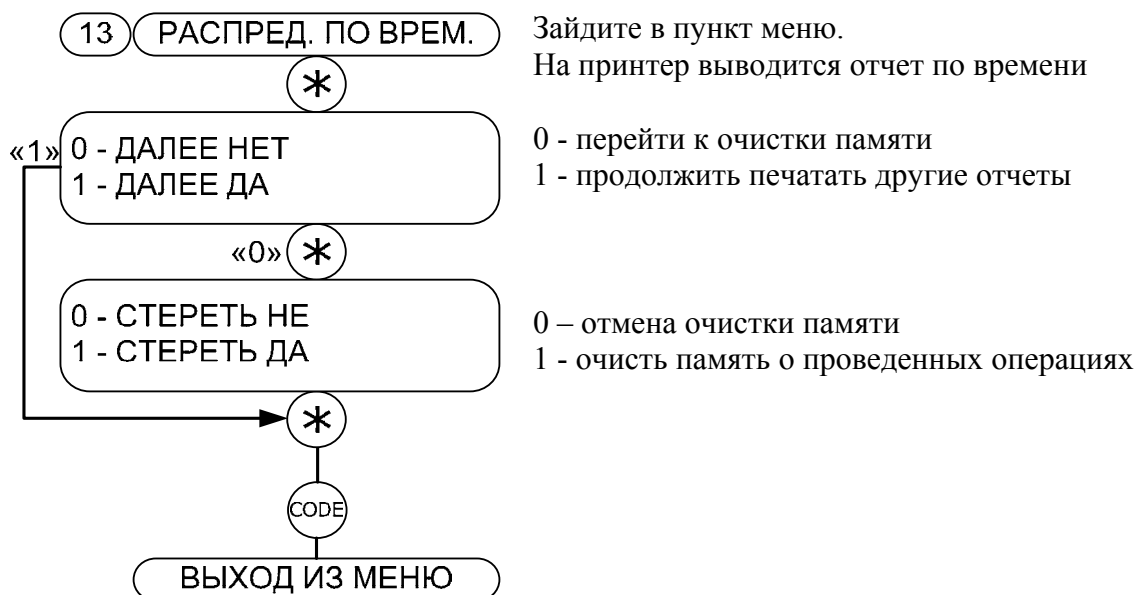 13 РАСПРЕД. ПО ВРЕМ.
Зайдите в пункт меню.
На принтер выводится отчет по времени
*
«1»
0 - ДАЛЕЕ НЕТ
1 - ДАЛЕЕ ДА
0 - перейти к очистки памяти
1 - продолжить печатать другие отчеты
«0» *
0 - СТЕРЕТЬ НЕ
1 - СТЕРЕТЬ ДА
0 – отмена очистки памяти
1 - очисть память о проведенных операциях
*
CODE
ВЫХОД ИЗ МЕНЮ